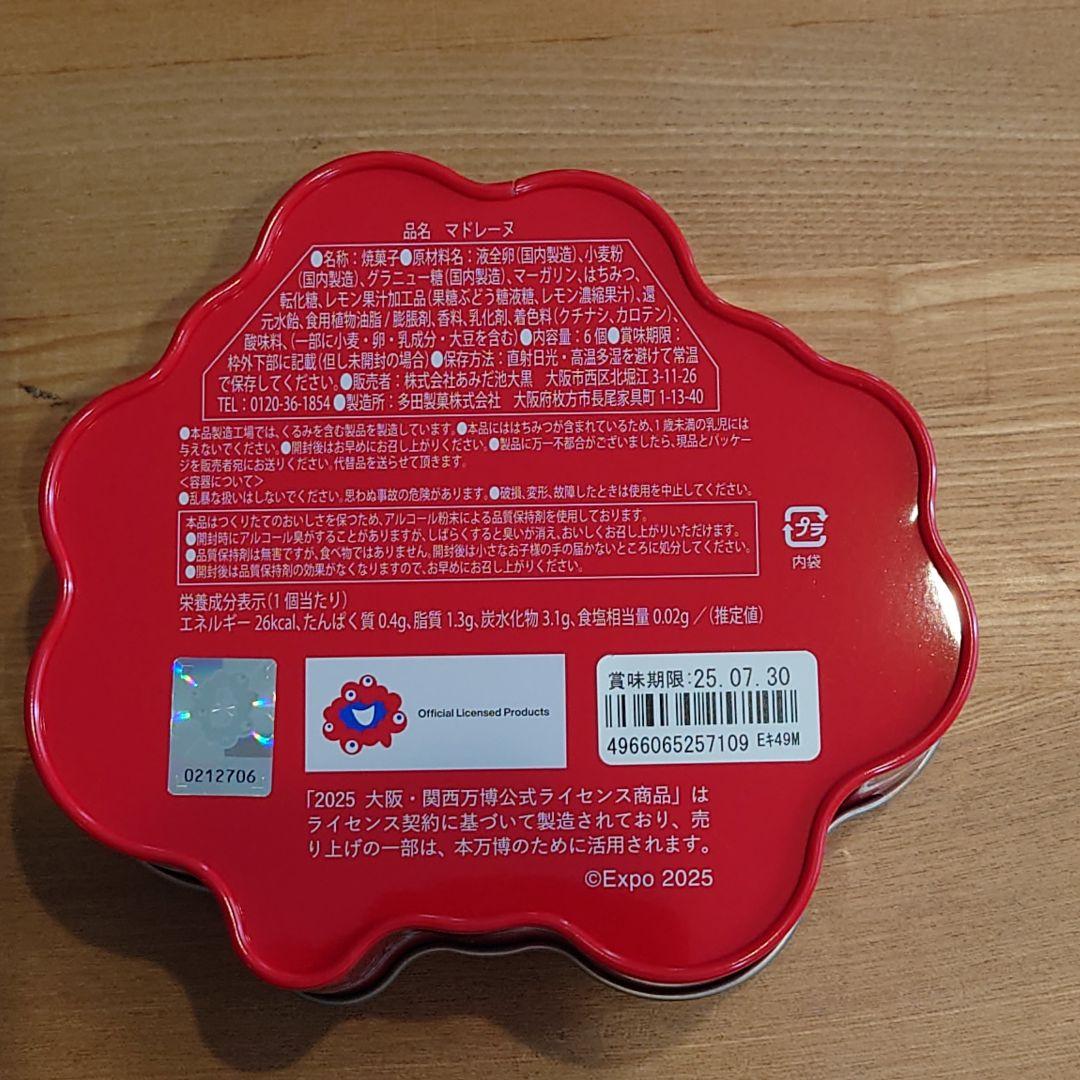 品名　マドレーヌ
●名称：焼菓子●原材料名：液全卵(国内製造)、小麦粉
(国内製造)、グラニュー糖(国内製造)、マーガリン、はちみつ、
転化糖、レモン果汁加工品(果糖ぶどう糖液糖、レモン濃縮果汁)、還
元水飴、食用植物油脂/膨脹剤、香料、乳化剤、着色料(クチナシ、カロテン)、
酸味料、(一部に小麦・卵・乳成分・大豆を含む)●内容量：6個●賞味期限：
枠外下部に記載(但し未開封の場合)●保存方法：直射日光・高温多湿を避けて常温
で保存してください。●販売者：株式会社あみだ池大黒　大阪市西区北堀江3-11-26
TEL：0120-36-1854●製造所：多田製菓株式会社　大阪府枚方市長尾家具町1-13-40
●本品製造工場では、くるみを含む製品を製造しています。●本品にははちみつが含まれているため、1歳未満の乳児には
与えないでください。●開封後はお早めにお召し上がりください。●製品に万一不都合がございましたら、現品とパッケー
ジを販売者宛にお送りください。代替品を送らせて頂きます。
<容器について>
●乱暴な扱いはしないでください。思わぬ事故の危険があります。●破損、変形、故障したときは使用を中止してください。
本品はつくりたてのおいしさを保つため、アルコール粉末による品質保持剤を使用しております。
●開封時にアルコール臭がすることがありますが、しばらくすると臭いが消え、おいしくお召し上がりいただけます。
●品質保持剤は無害ですが、食べ物ではありません。開封後は小さなお子様の手の届かないところに処分してください。
●開封後は品質保持剤の効果がなくなりますので、お早めにお召し上がりください。
プラ
内袋
栄養成分表示(1個当たり)
エネルギー 26kcal、たんぱく質 0.4g、脂質 1.3g、炭水化物 3.1g、食塩相当量 0.02g／(推定値)
0212706
Official Licensed Products
賞味期限:25.07.30
4966065257109 Eｷ49M
「2025 大阪・関西万博公式ライセンス商品」は
ライセンス契約に基づいて製造されており、売
り上げの一部は、本万博のために活用されます。
©Expo 2025